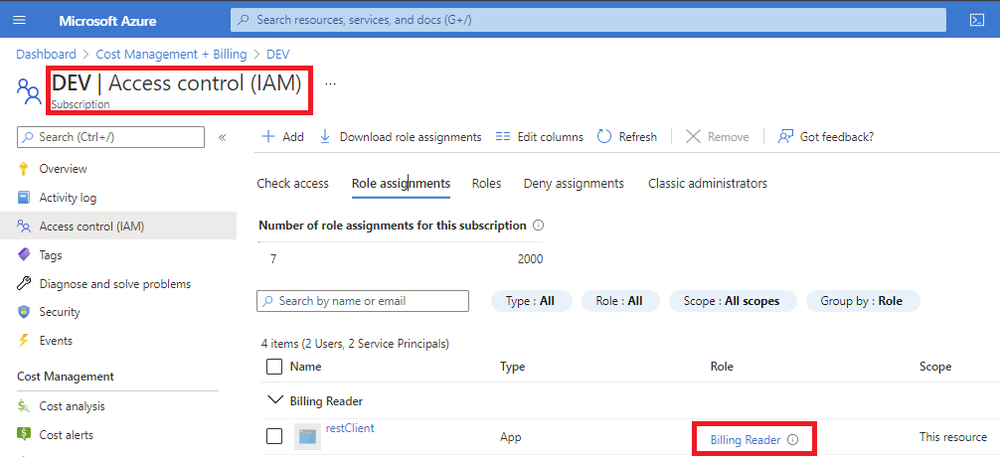 Microsoft Azure
Search resources, services, and docs (G+/)
Dashboard > Cost Management + Billing > DEV
DEV | Access control (IAM) ...
Subscription
Search (Ctrl+/) «
Add Download role assignments Edit columns Refresh Remove Got feedback?
Overview
Activity log
Access control (IAM)
Tags
Diagnose and solve problems
Security
Events
Cost Management
Cost analysis
Cost alerts
Check access Role assignments Roles Deny assignments Classic administrators
Number of role assignments for this subscription
7 2000
Search by name or email Type : All Role : All Scope : All scopes Group by : Role
4 items (2 Users, 2 Service Principals)
Name Type Role Scope
Billing Reader
restClient App Billing Reader This resource